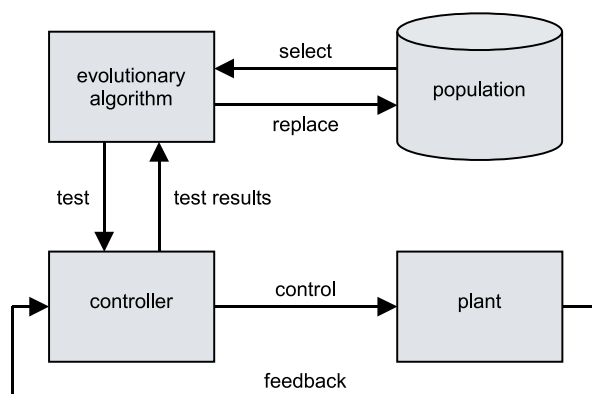 select
evolutionary
algorithm
population
replace
test
test results
controller
control
plant
feedback